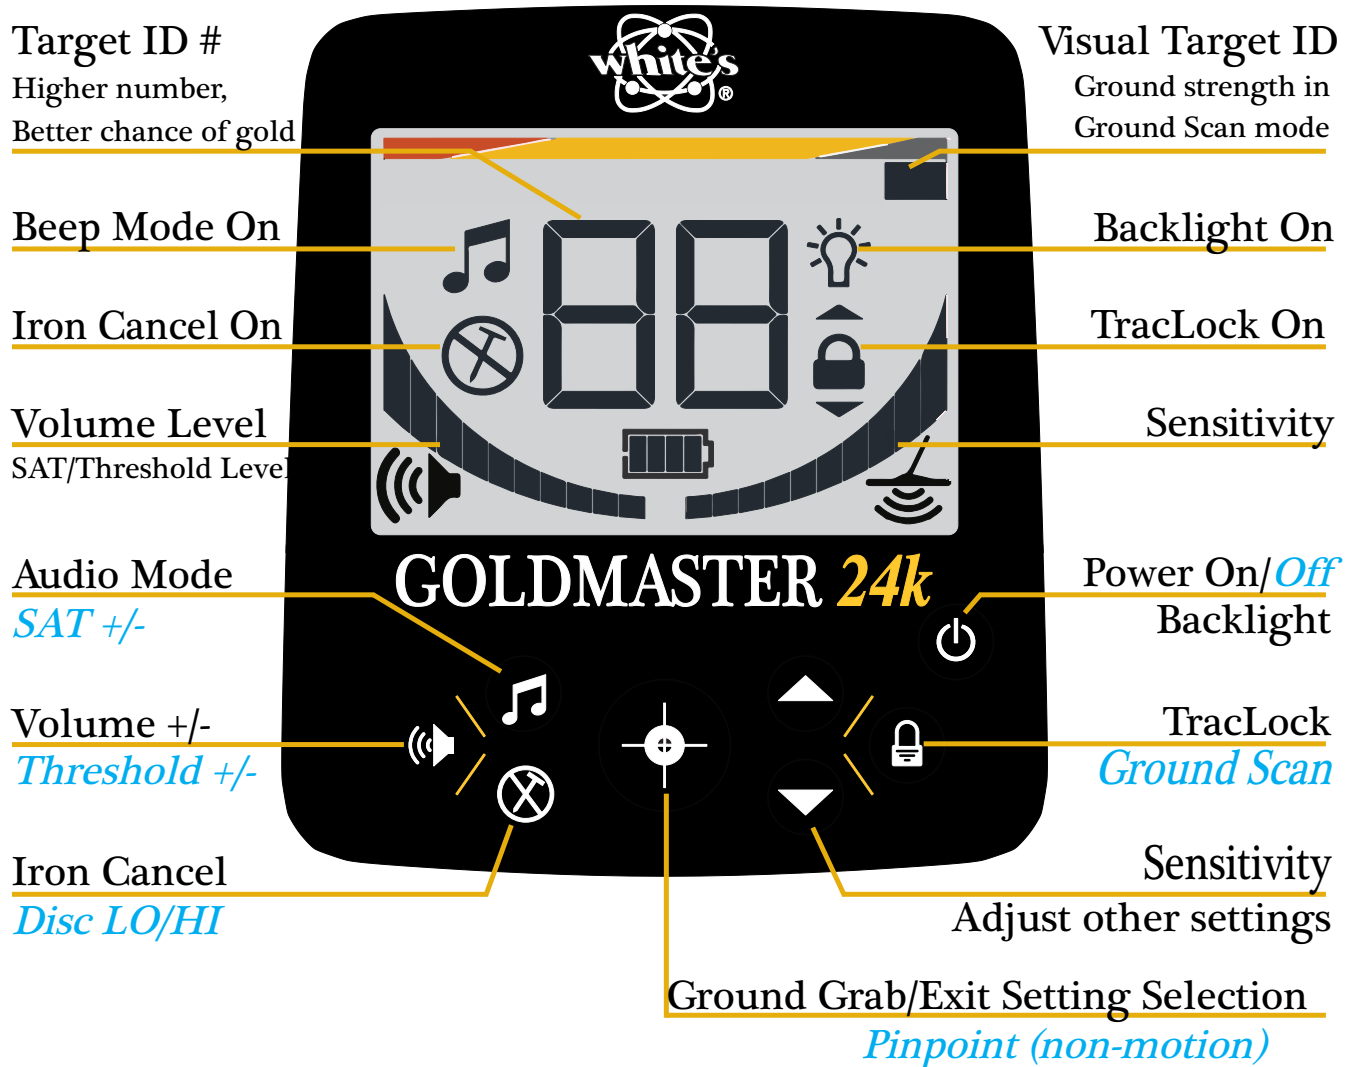 Target ID #
Higher number,
Better chance of gold
Beep Mode On
Iron Cancel On
Volume Level
SAT/Threshold Level
Audio Mode
SAT +/-
Volume +/-
Threshold +/-
Iron Cancel
Disc LO/HI
white's
®
88
GOLDMASTER 24k
Visual Target ID
Ground strength in
Ground Scan mode
Backlight On
TracLock On
Sensitivity
Power On/Off
Backlight
TracLock
Ground Scan
Sensitivity
Adjust other settings
Ground Grab/Exit Setting Selection
Pinpoint (non-motion)